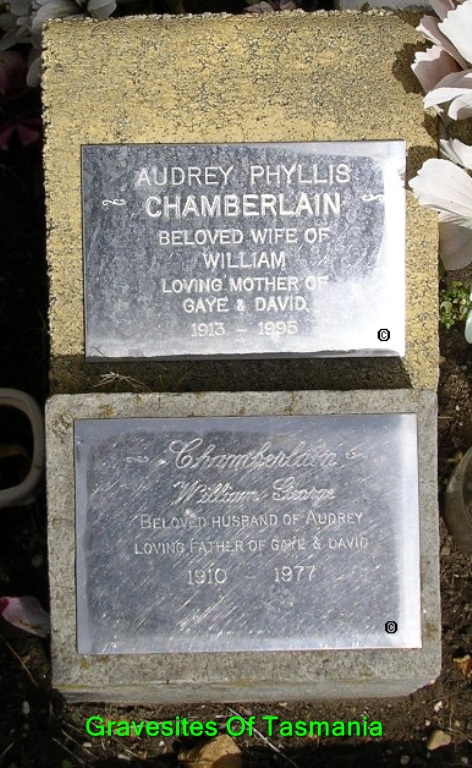 AUDREY PHYLLIS
CHAMBERLAIN
BELOVED WIFE OF
WILLIAM
LOVING MOTHER OF
GAYE & DAVID
1913 - 1995
©
Chamberlain
William George
BELOVED HUSBAND OF AUDREY
LOVING FATHER OF GAYE & DAVID
1910 - 1977
©
Gravesites Of Tasmania